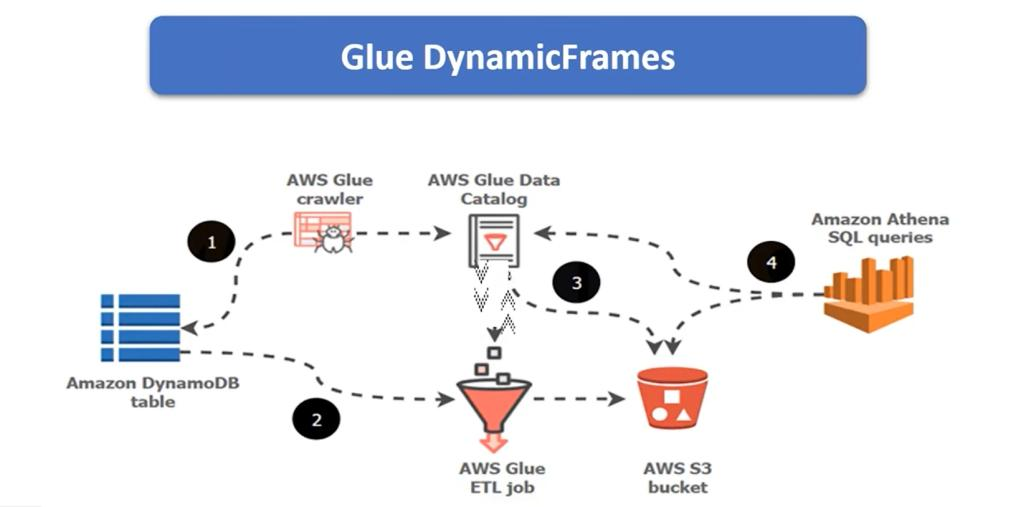 Glue DynamicFrames
AWS Glue
crawler
AWS Glue Data
Catalog
Amazon Athena
SQL queries
1
4
3
Amazon DynamoDB
table
2
AWS Glue
ETL job
AWS S3
bucket